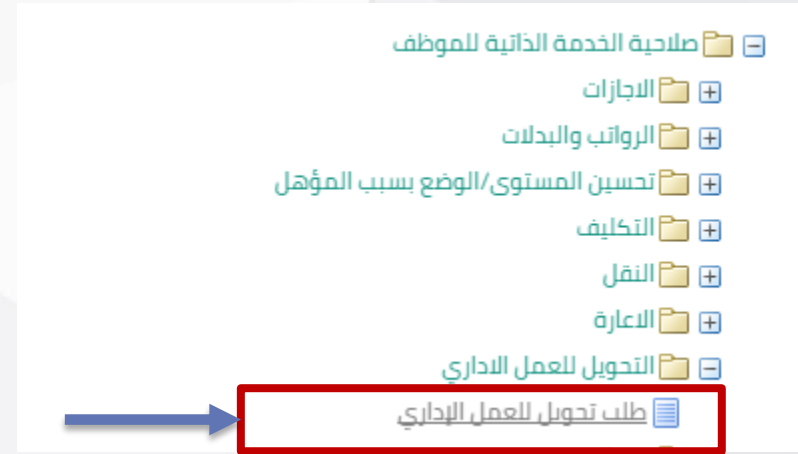 صلاحية الخدمة الذاتية للموظف
الاجازات
الرواتب والبدلات
تحسين المستوى/الوضع بسبب المؤهل
التكليف
النقل
الاعارة
التحويل للعمل الاداري
طلب تحويل للعمل الإداري